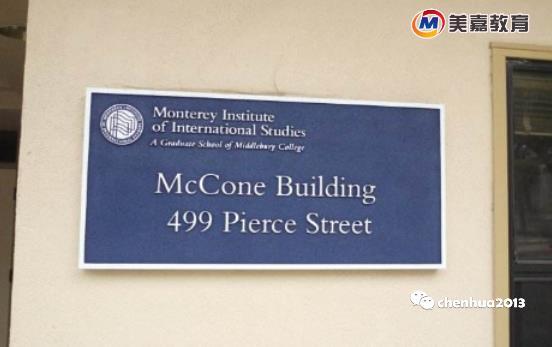 美嘉教育
Monterey Institute
of International Studies
A Graduate School of Middlebury College
McCone Building
499 Pierce Street
chenhua2013